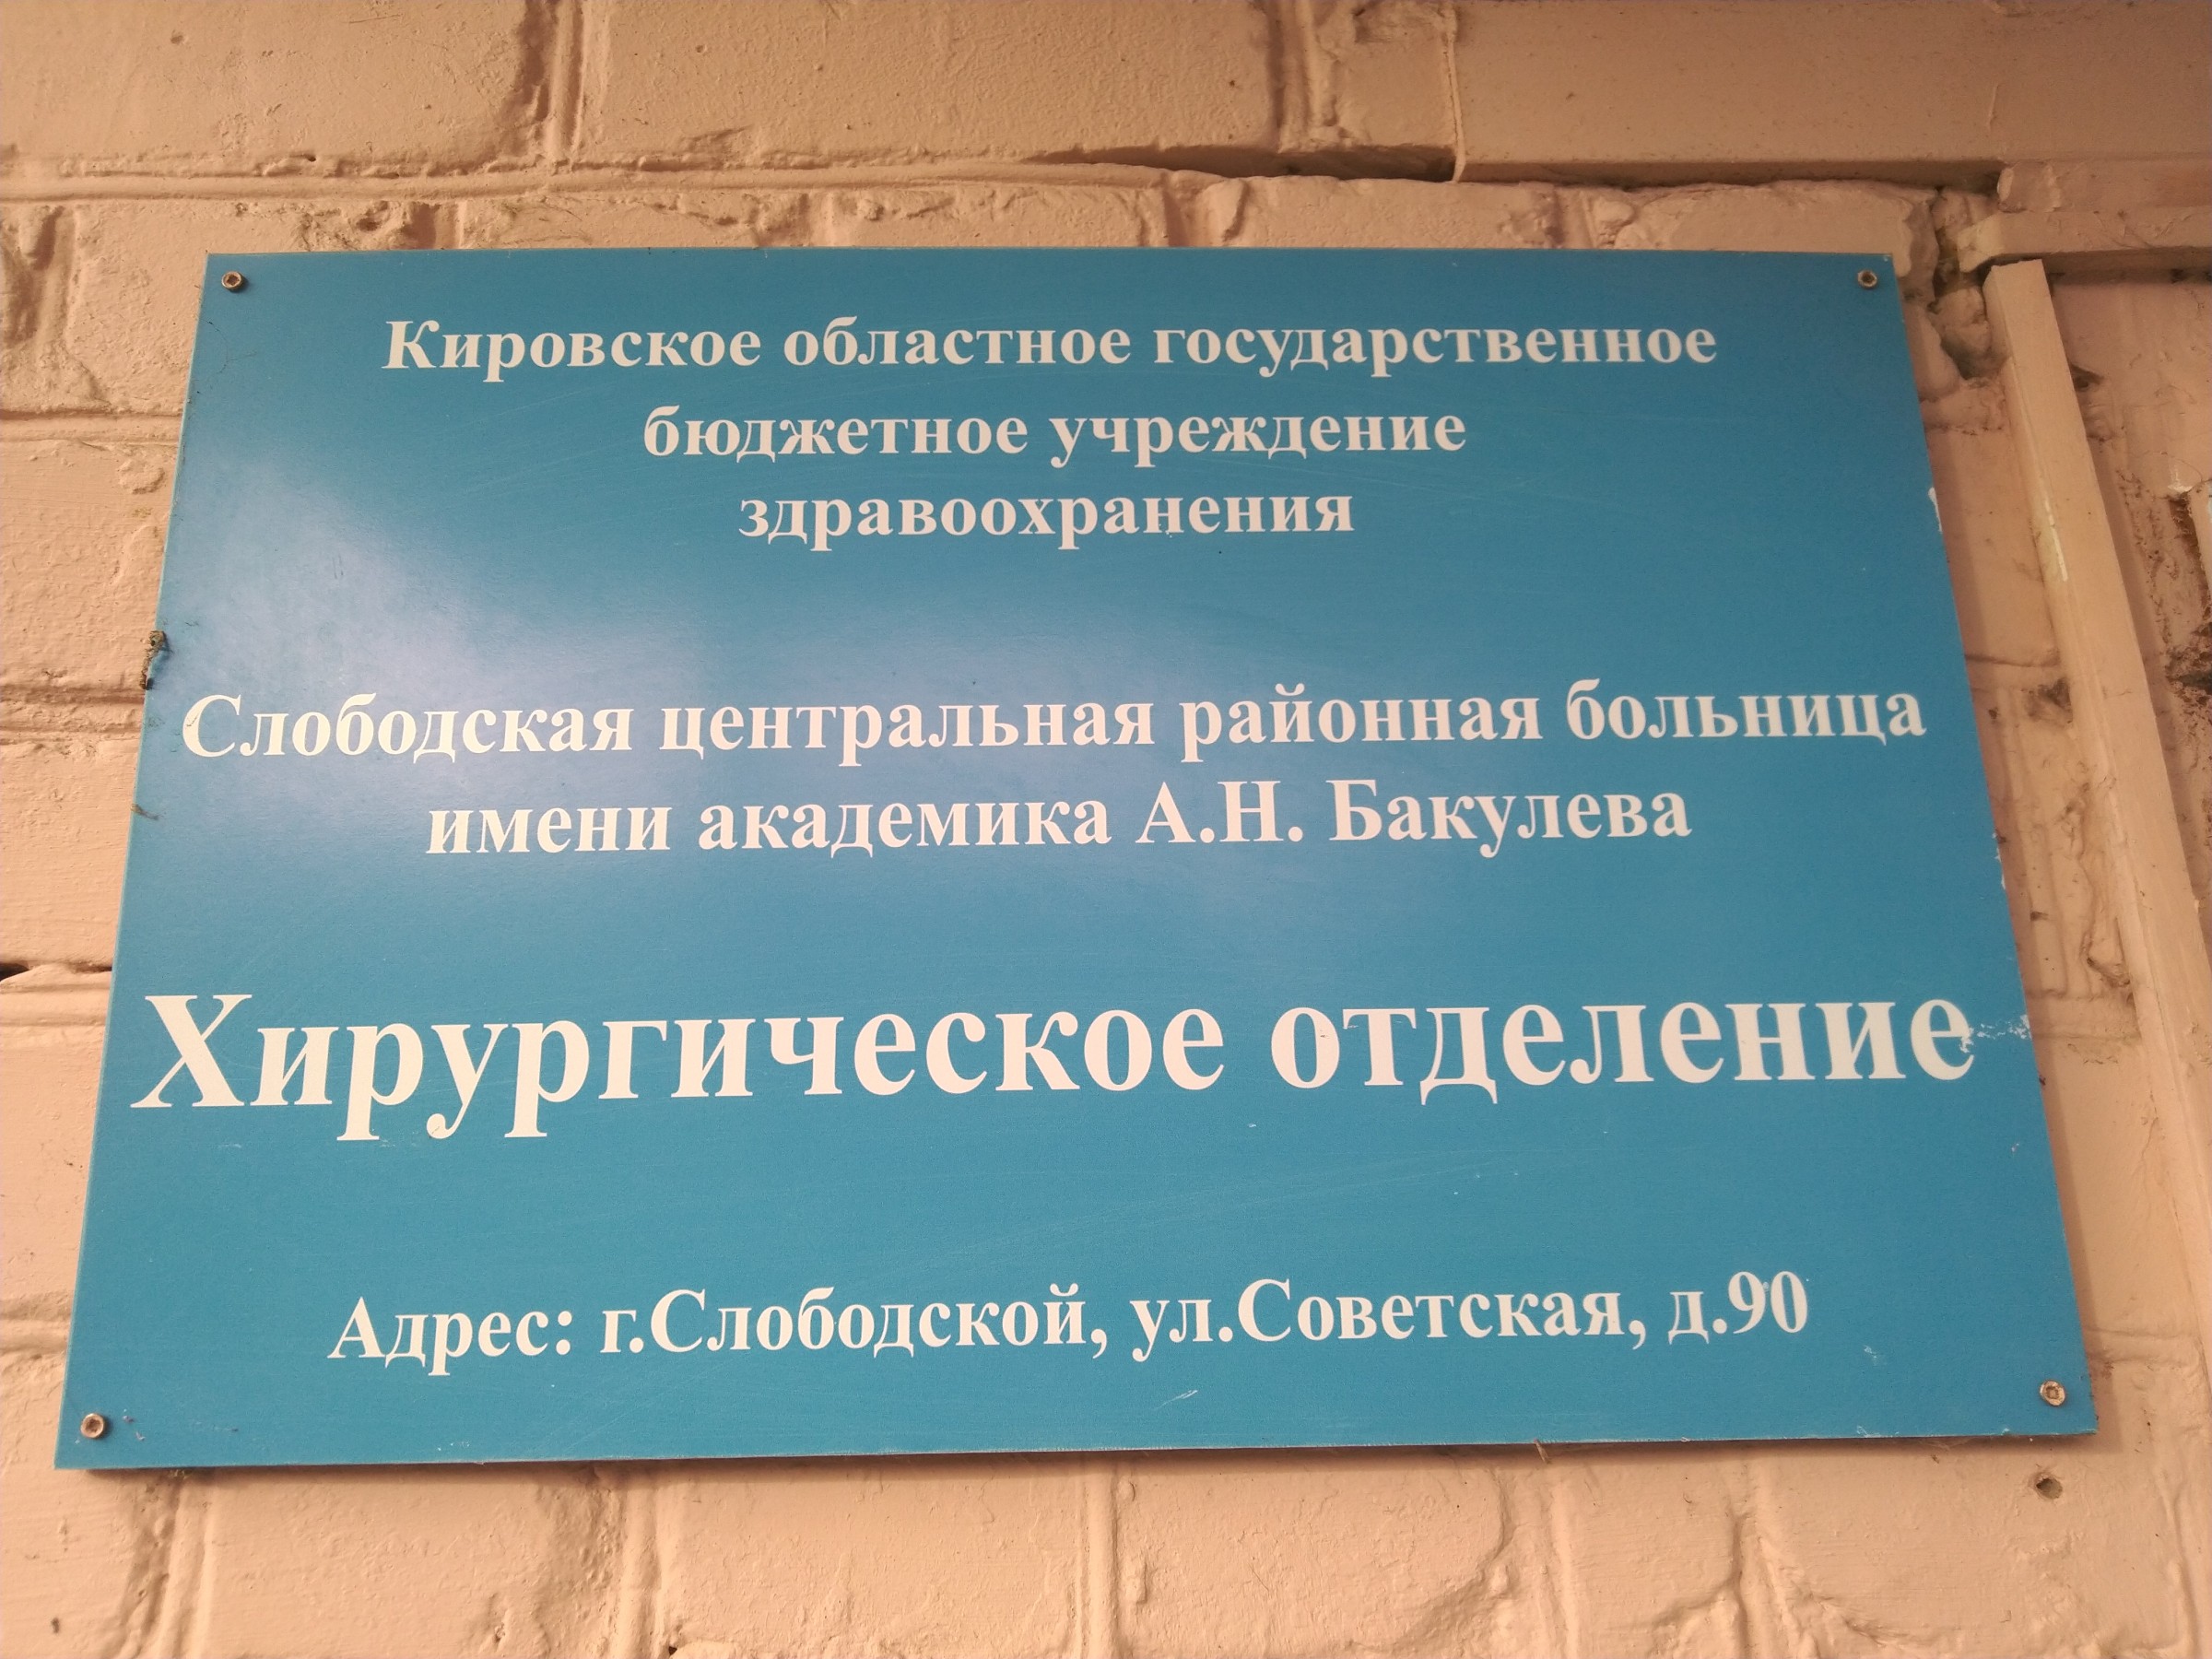 Кировское областное государственное
бюджетное учреждение
здравоохранения
Слободская центральная районная больница
имени академика А.Н. Бакулева
Хирургическое отделение
Адрес: г.Слободской, ул.Советская, д.90